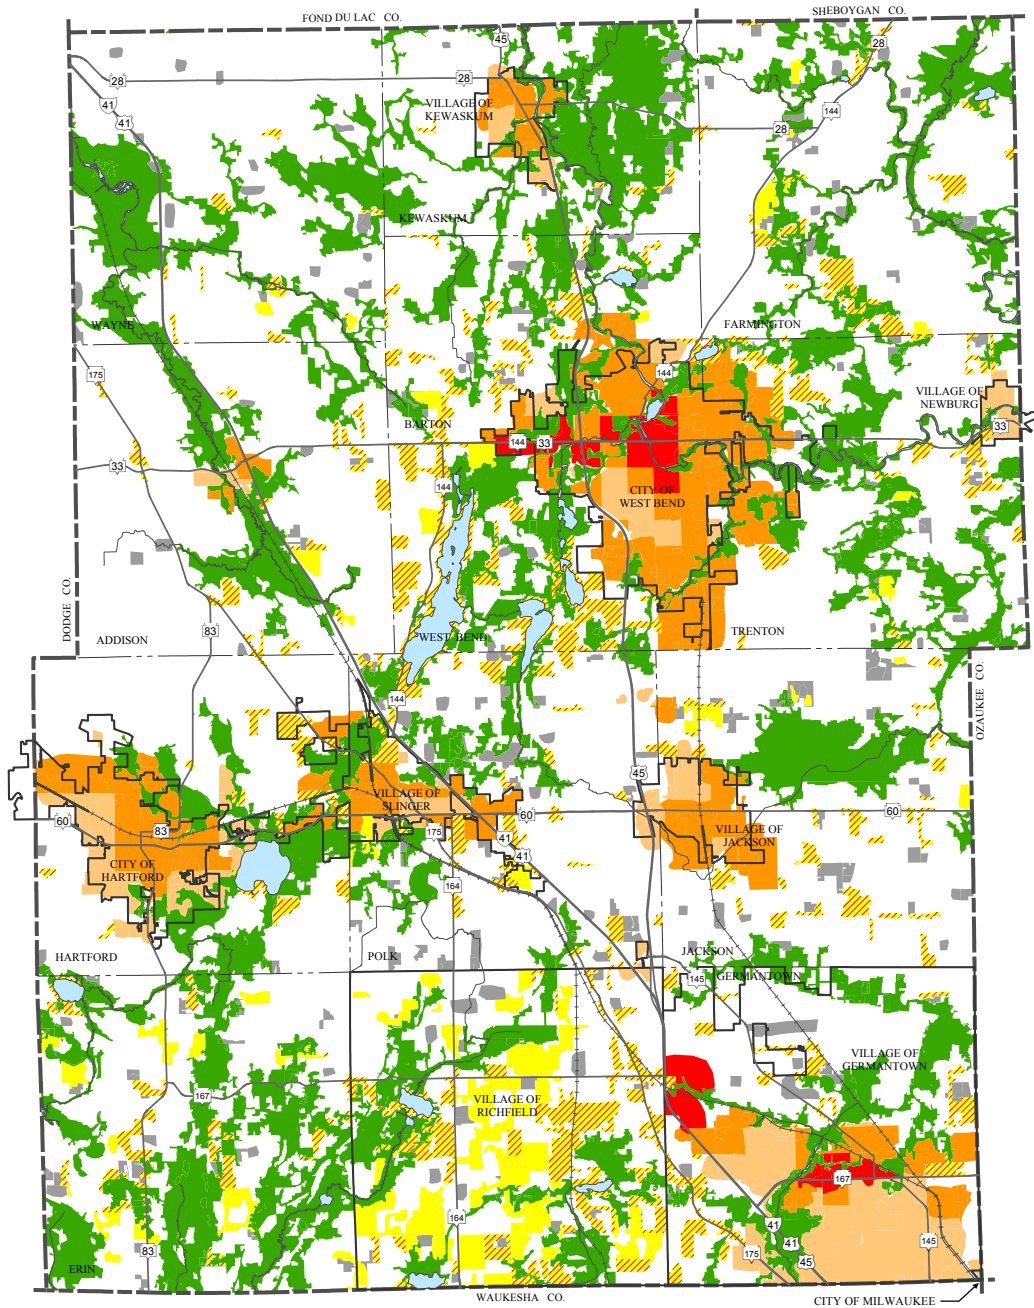 FOND DU LAC CO.
SHEBOYGAN CO.
45
28
28
28
41
41
VILLAGE OF
KEWASKUM
144
28
KEWASKUM
WAYNE
FARMINGTON
175
144
VILLAGE OF
NEWBURG
BARTON
33
144
33
33
144
CITY OF
WEST BEND
DODGE CO.
ADDISON
83
WEST BEND
TRENTON
OZAUKEE CO.
144
45
VILLAGE OF
SLINGER
60
83
175
60
60
41
41
VILLAGE OF
JACKSON
CITY OF
HARTFORD
164
HARTFORD
POLK
JACKSON
145
GERMANTOWN
VILLAGE OF
GERMANTOWN
167
VILLAGE OF
RICHFIELD
167
164
41
41
45
175
145
83
ERIN
WAUKESHA CO.
CITY OF MILWAUKEE